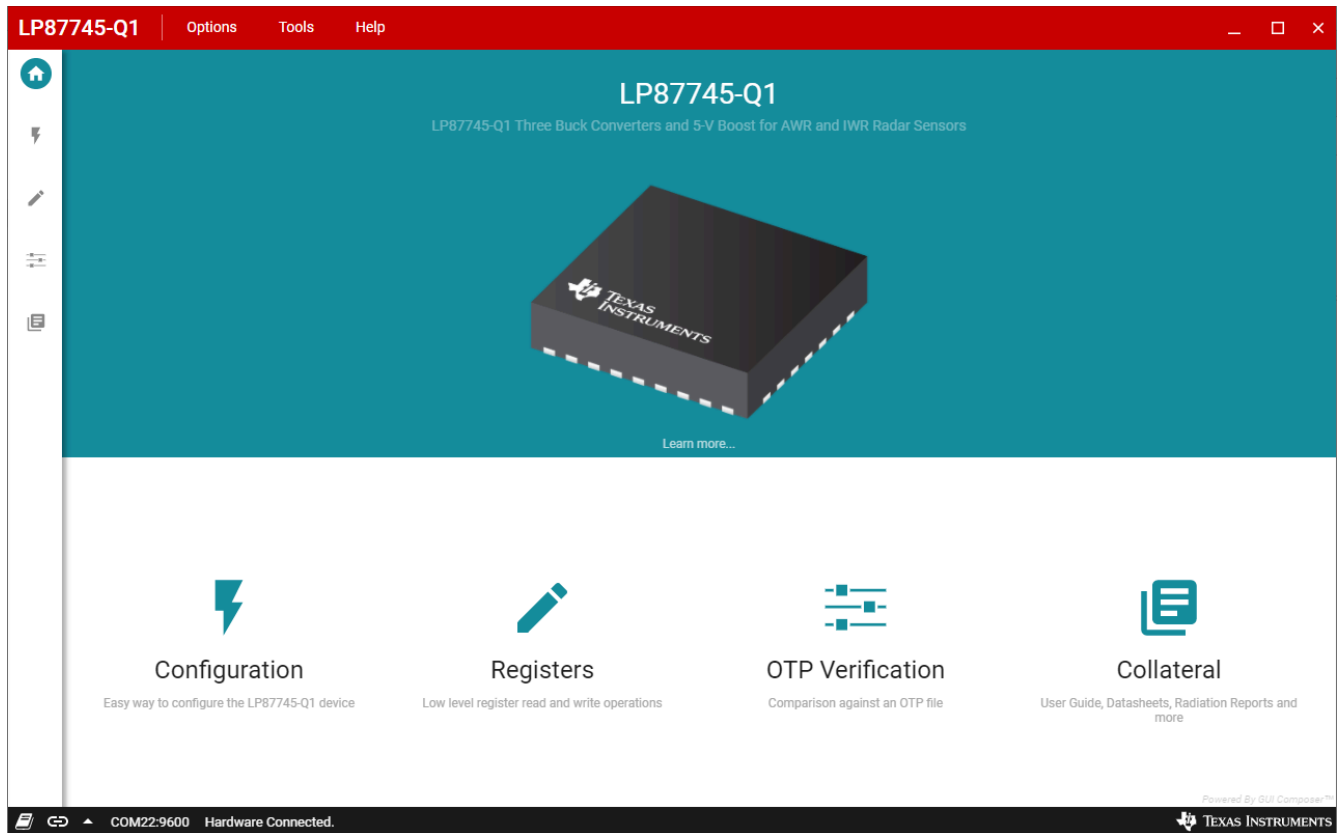 LP87745-Q1 Options Tools Help
LP87745-Q1
LP87745-Q1 Three Buck Converters and 5-V Boost for AWR and IWR Radar Sensors
TEXAS
INSTRUMENTS
Learn more...
Configuration
Easy way to configure the LP87745-Q1 device
Registers
Low level register read and write operations
OTP Verification
Comparison against an OTP file
Collateral
User Guide, Datasheets, Radiation Reports and
more
Powered By GUI Composer™
COM22:9600 Hardware Connected.
TEXAS INSTRUMENTS